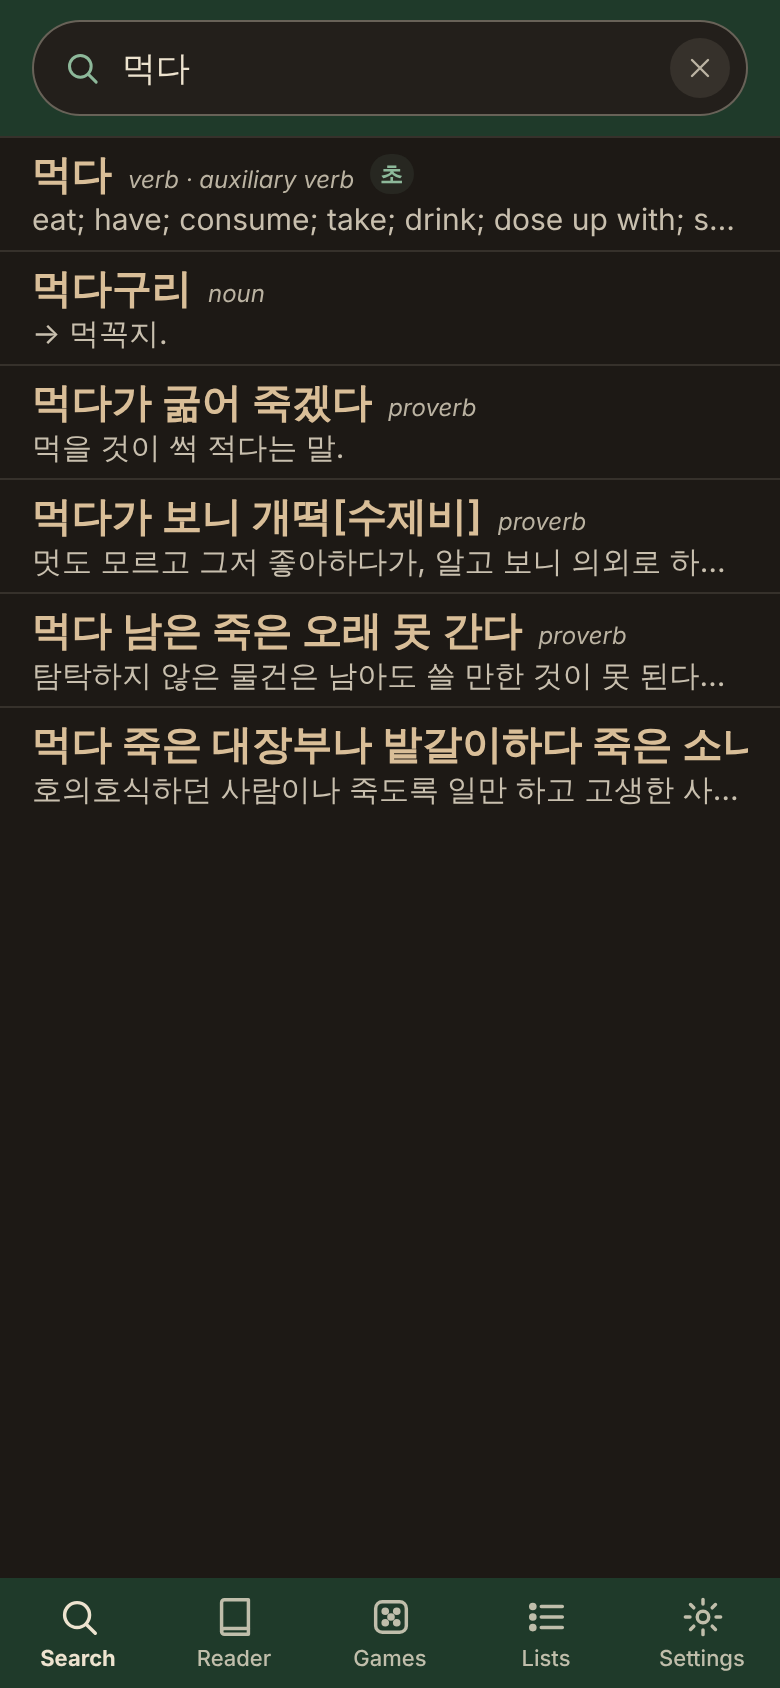 먹다
먹다 verb · auxiliary verb 초
eat; have; consume; take; drink; dose up with; s...
먹다구리 noun
→ 먹꼭지.
먹다가 굶어 죽겠다 proverb
먹을 것이 썩 적다는 말.
먹다가 보니 개떡[수제비] proverb
멋도 모르고 그저 좋아하다가, 알고 보니 의외로 하...
먹다 남은 죽은 오래 못 간다 proverb
탐탁하지 않은 물건은 남아도 쓸 만한 것이 못 된다...
먹다 죽은 대장부나 밭갈이하다 죽은
호의호식하던 사람이나 죽도록 일만 하고 고생한 사...
Search
Reader
Games
Lists
Settings